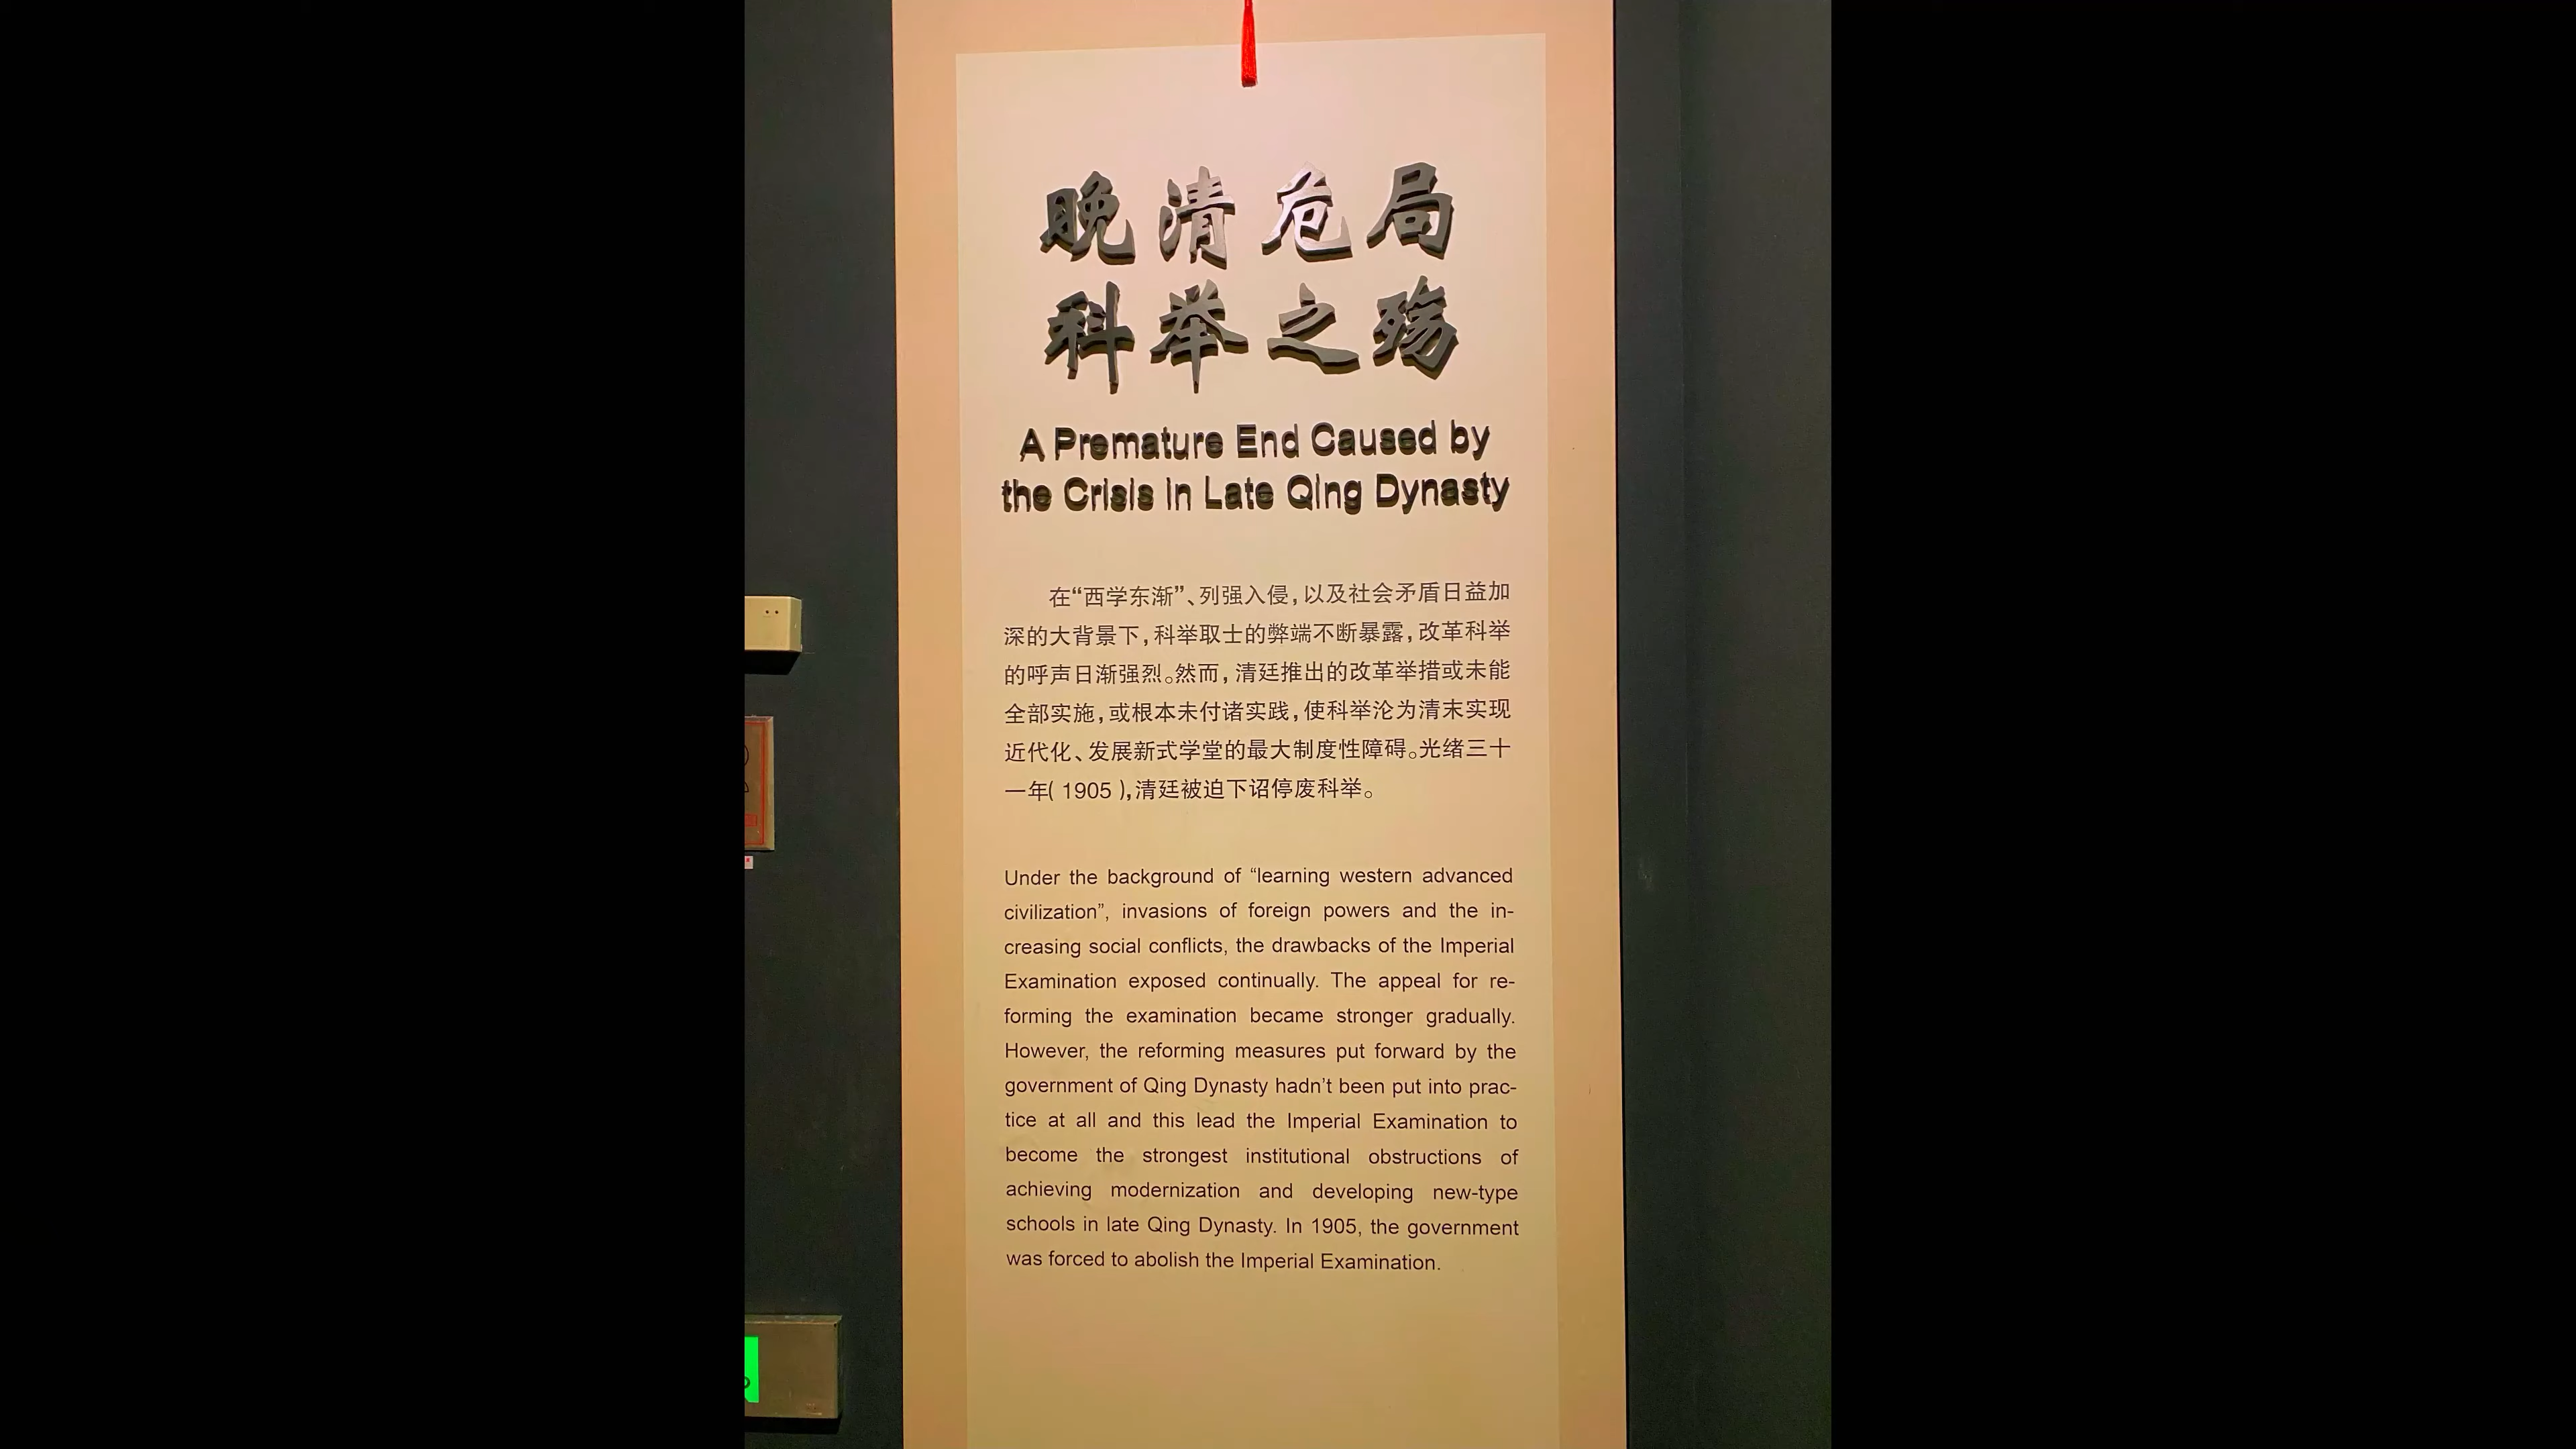 晚清危局
科举之殇
A Premature End Caused by
the Crisis in Late Qing Dynasty
在“西学东渐”、列强入侵，以及社会矛盾日益加
深的大背景下，科举取士的弊端不断暴露，改革科举
的呼声日渐强烈。然而，清廷推出的改革举措或未能
全部实施，或根本未付诸实践，使科举沦为清末实现
近代化、发展新式学堂的最大制度性障碍。光绪三十
一年（1905），清廷被迫下诏停废科举。
Under the background of “learning western advanced
civilization”, invasions of foreign powers and the in-
creasing social conflicts, the drawbacks of the Imperial
Examination exposed continually. The appeal for re-
forming the examination became stronger gradually.
However, the reforming measures put forward by the
government of Qing Dynasty hadn’t been put into prac-
tice at all and this lead the Imperial Examination to
become the strongest institutional obstructions of
achieving modernization and developing new-type
schools in late Qing Dynasty. In 1905, the government
was forced to abolish the Imperial Examination.